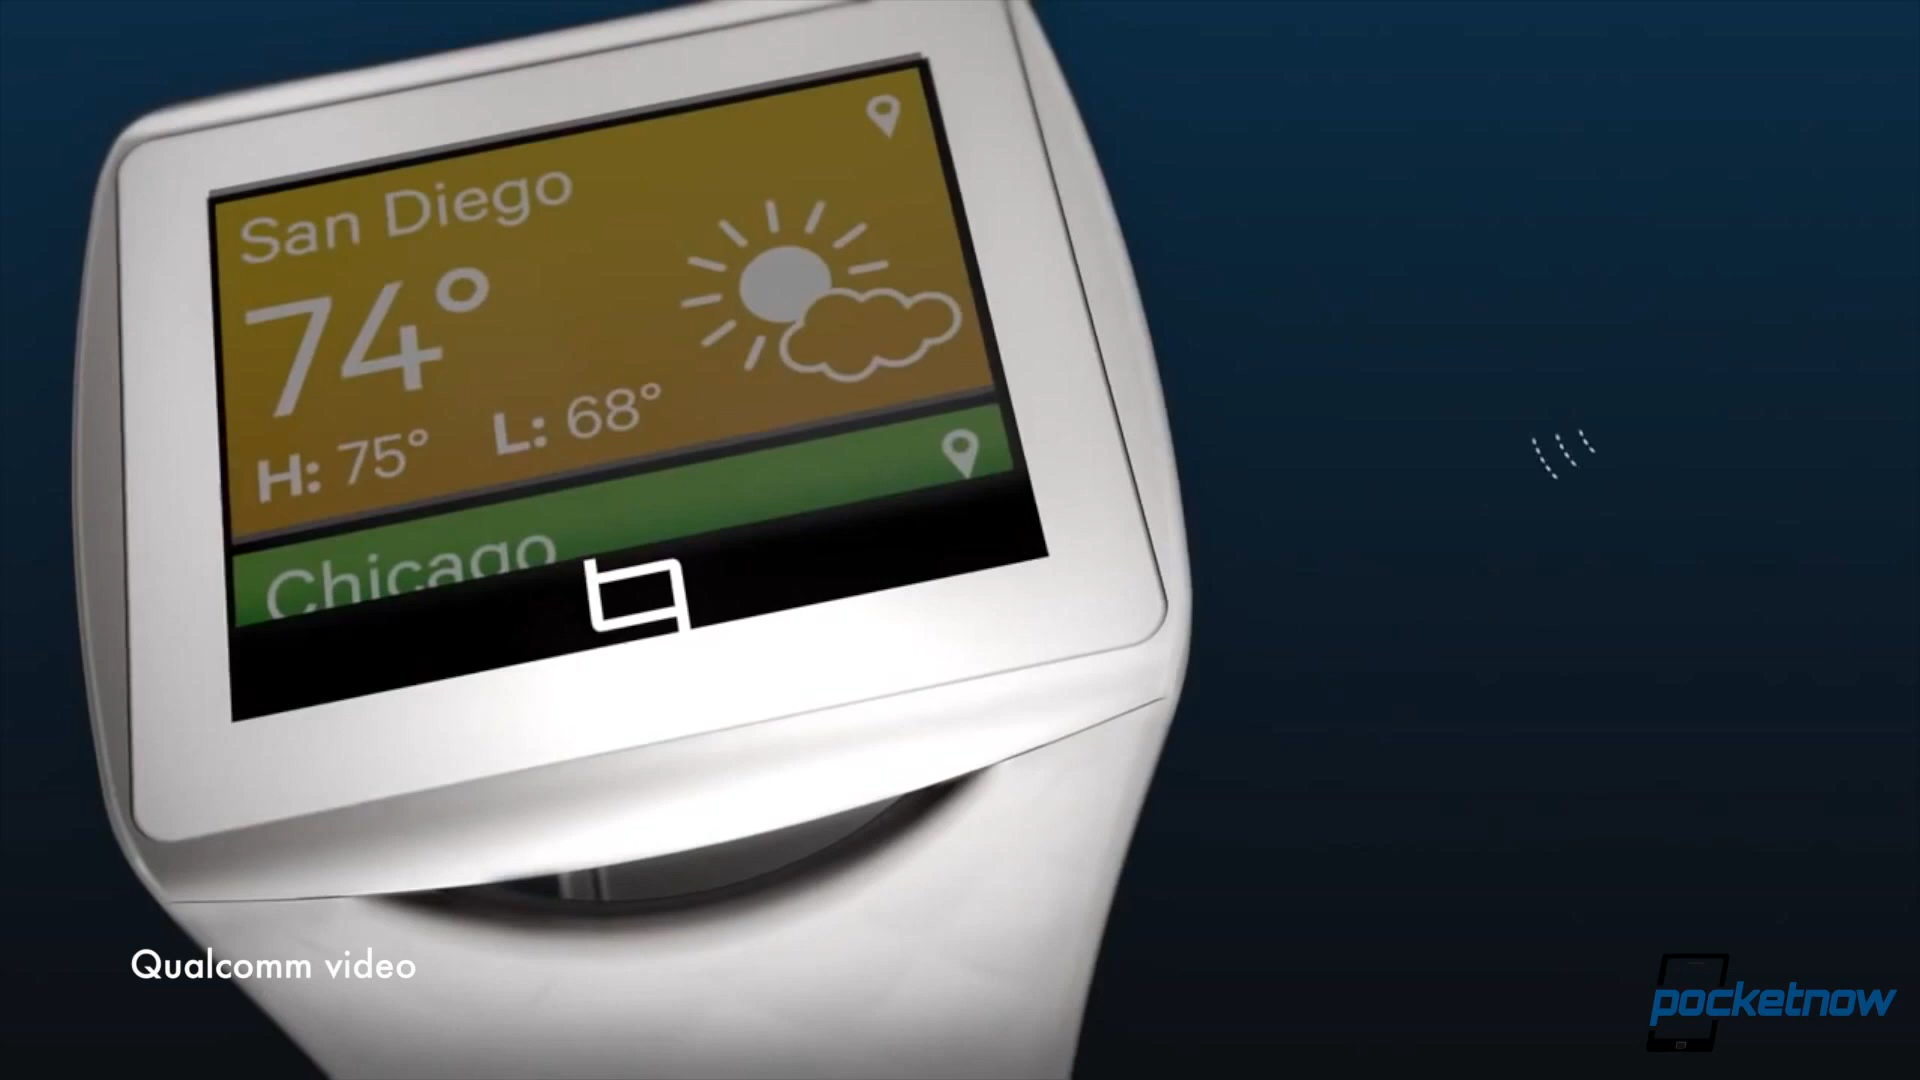 San Diego
74°
H: 75° L: 68°
Chicago
Qualcomm video
pocketnow